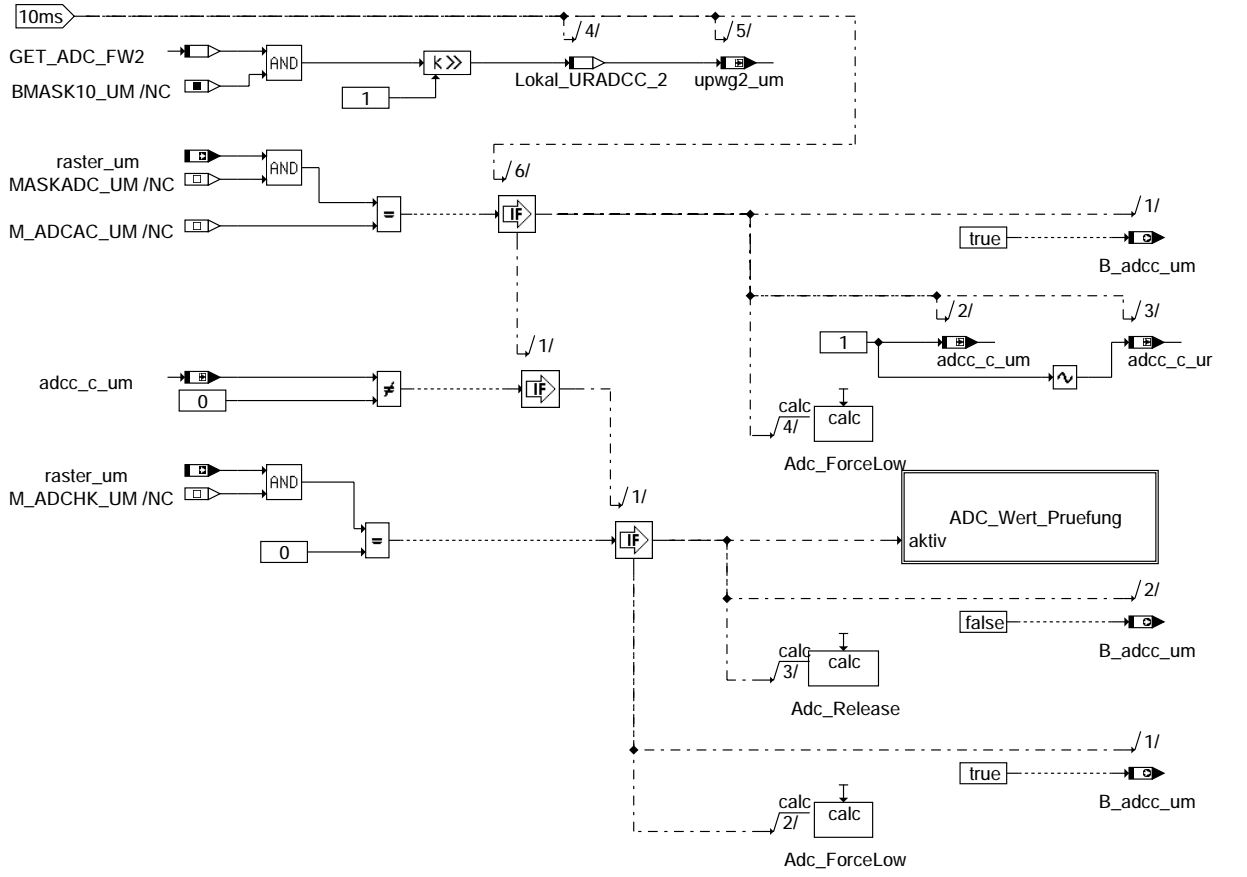 10ms
4/
5/
GET_ADC_FW2
AND
k>>
BMASK10_UM /NC
1
Lokal_URADCC_2
upwg2_um
raster_um
AND
6/
MASKADC_UM /NC
M_ADCAC_UM /NC
=
IF
1/
true
B_adcc_um
2/
3/
1
adcc_c_um
adcc_c_ur
1/
adcc_c_um
0
≠
IF
calc
4/
calc
Adc_ForceLow
raster_um
AND
M_ADCHK_UM /NC
1/
0
=
IF
ADC_Wert_Pruefung
aktiv
2/
false
B_adcc_um
calc
3/
calc
Adc_Release
1/
true
B_adcc_um
calc
2/
calc
Adc_ForceLow